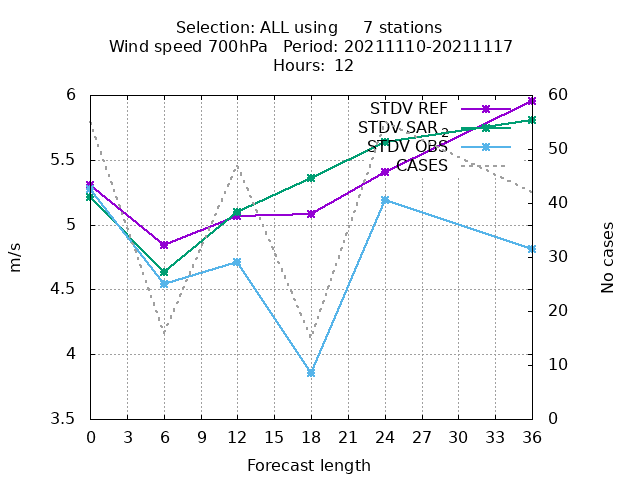 Selection: ALL using 7 stations
Wind speed 700hPa Period: 20211110-20211117
Hours: 12
6
5.5
5
4.5
4
3.5
m/s
STDV REF
STDV SAR 2
STDV OBS
CASES
60
50
40
30
20
10
0
No cases
0 3 6 9 12 15 18 21 24 27 30 33 36
Forecast length